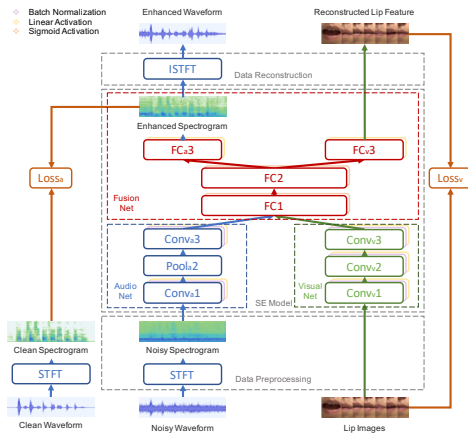 Batch Normalization
Linear Activation
Sigmoid Activation
Enhanced Waveform
Reconstructed Lip Feature
ISTFT
Data Reconstruction
Enhanced Spectrogram
FCa3
FCv3
Lossa
Lossv
FC2
Fusion
Net
FC1
Conva3
Convv3
Poola2
Convv2
Audio
Net
Conva1
Visual
Net
Convv1
SE Model
Clean Spectrogram
Noisy Spectrogram
STFT
STFT
Data Preprocessing
Clean Waveform
Noisy Waveform
Lip Images